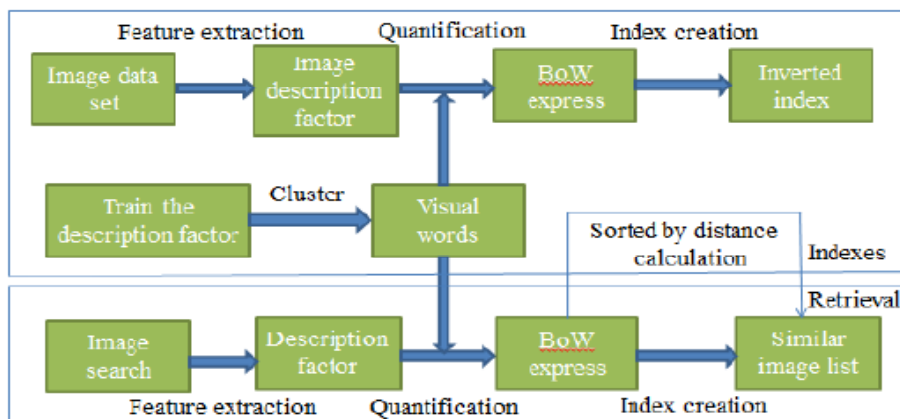 Feature extraction
Quantification
Index creation
Image data
set
Image
description
factor
BoW
express
Inverted
index
Train the
description factor
Cluster
Visual
words
Sorted by distance
calculation
Indexes
Retrieval
Image
search
Description
factor
BoW
express
Similar
image list
Feature extraction
Quantification
Index creation